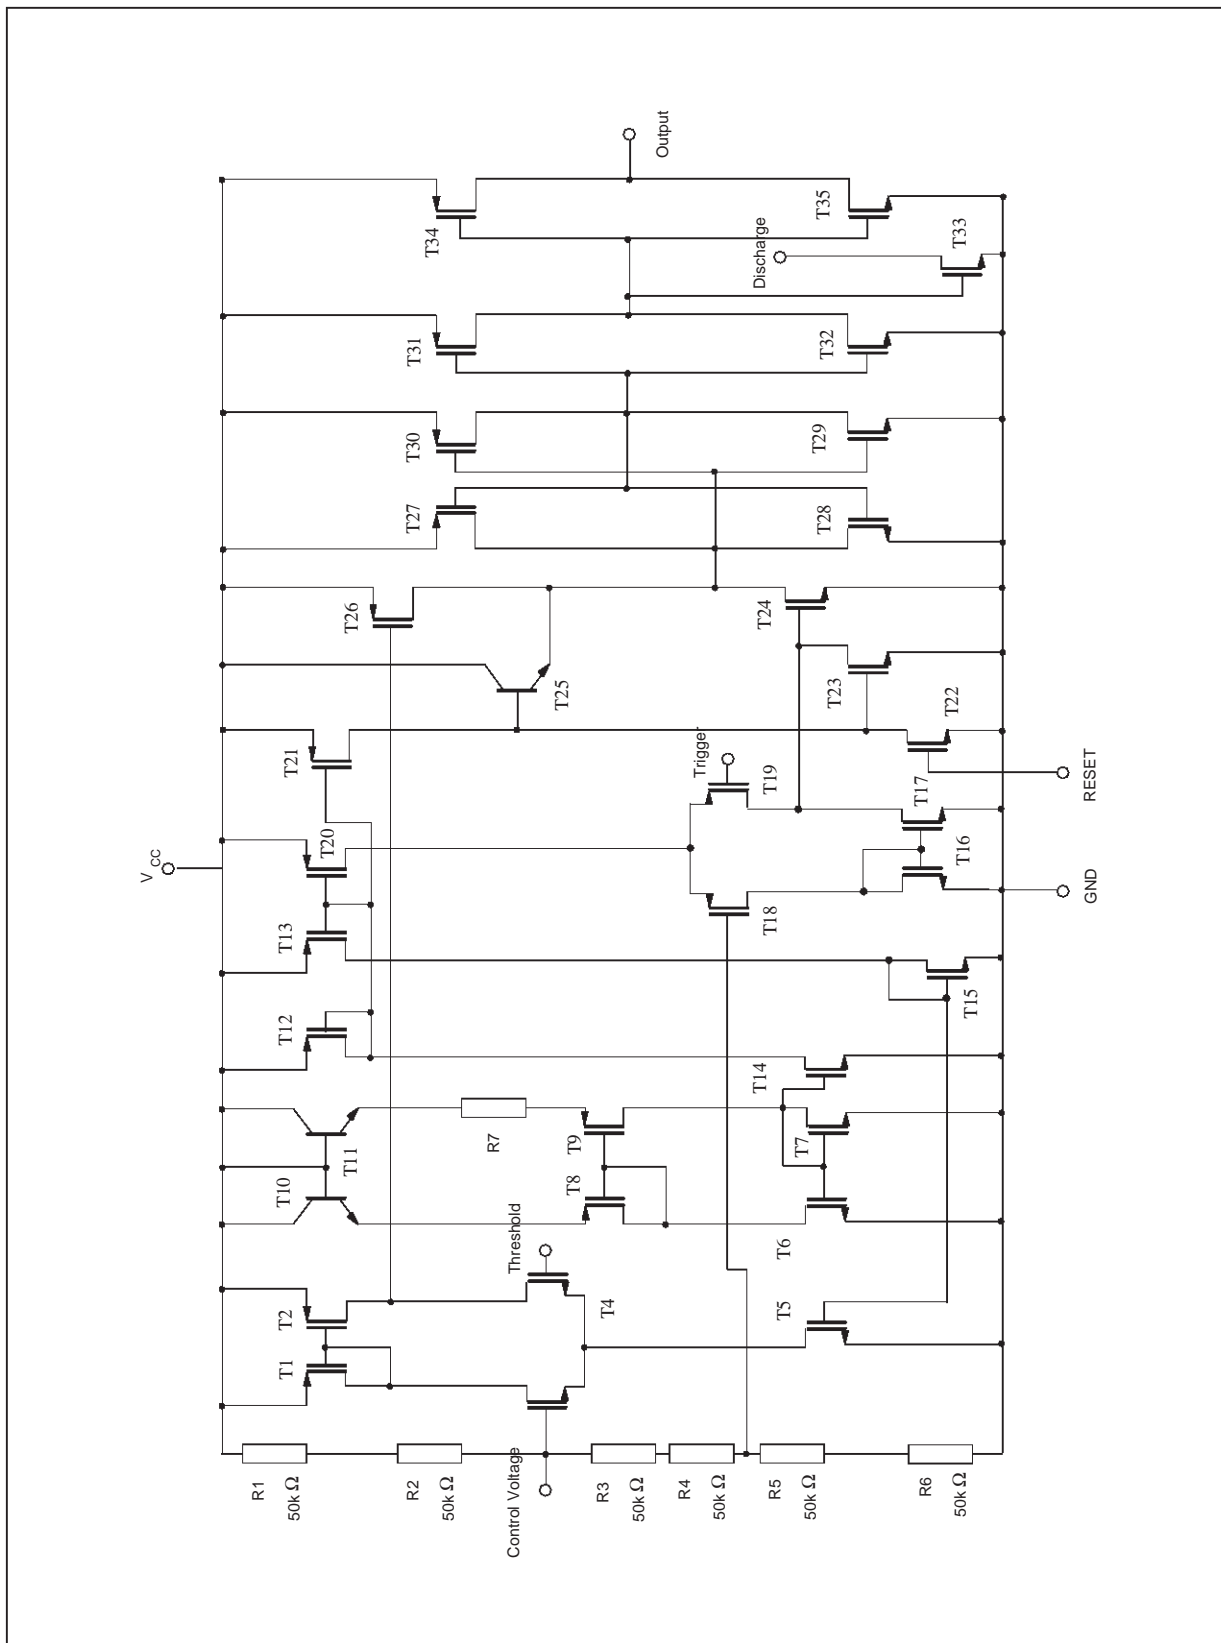 Output
T34
T35
Discharge
T33
T31
T32
T30
T29
T27
T28
T26
T24
T25
T23
T22
T21
Trigger
T19
T17
RESET
T20
V CC
T16
T13
T18
GND
T12
T15
T14
T11
R7
T9
T7
T10
T8
T6
Threshold
T2
T4
T5
T1
R1
50k Ω
R2
50k Ω
Control Voltage
R3
50k Ω
R4
50k Ω
R5
50k Ω
R6
50k Ω